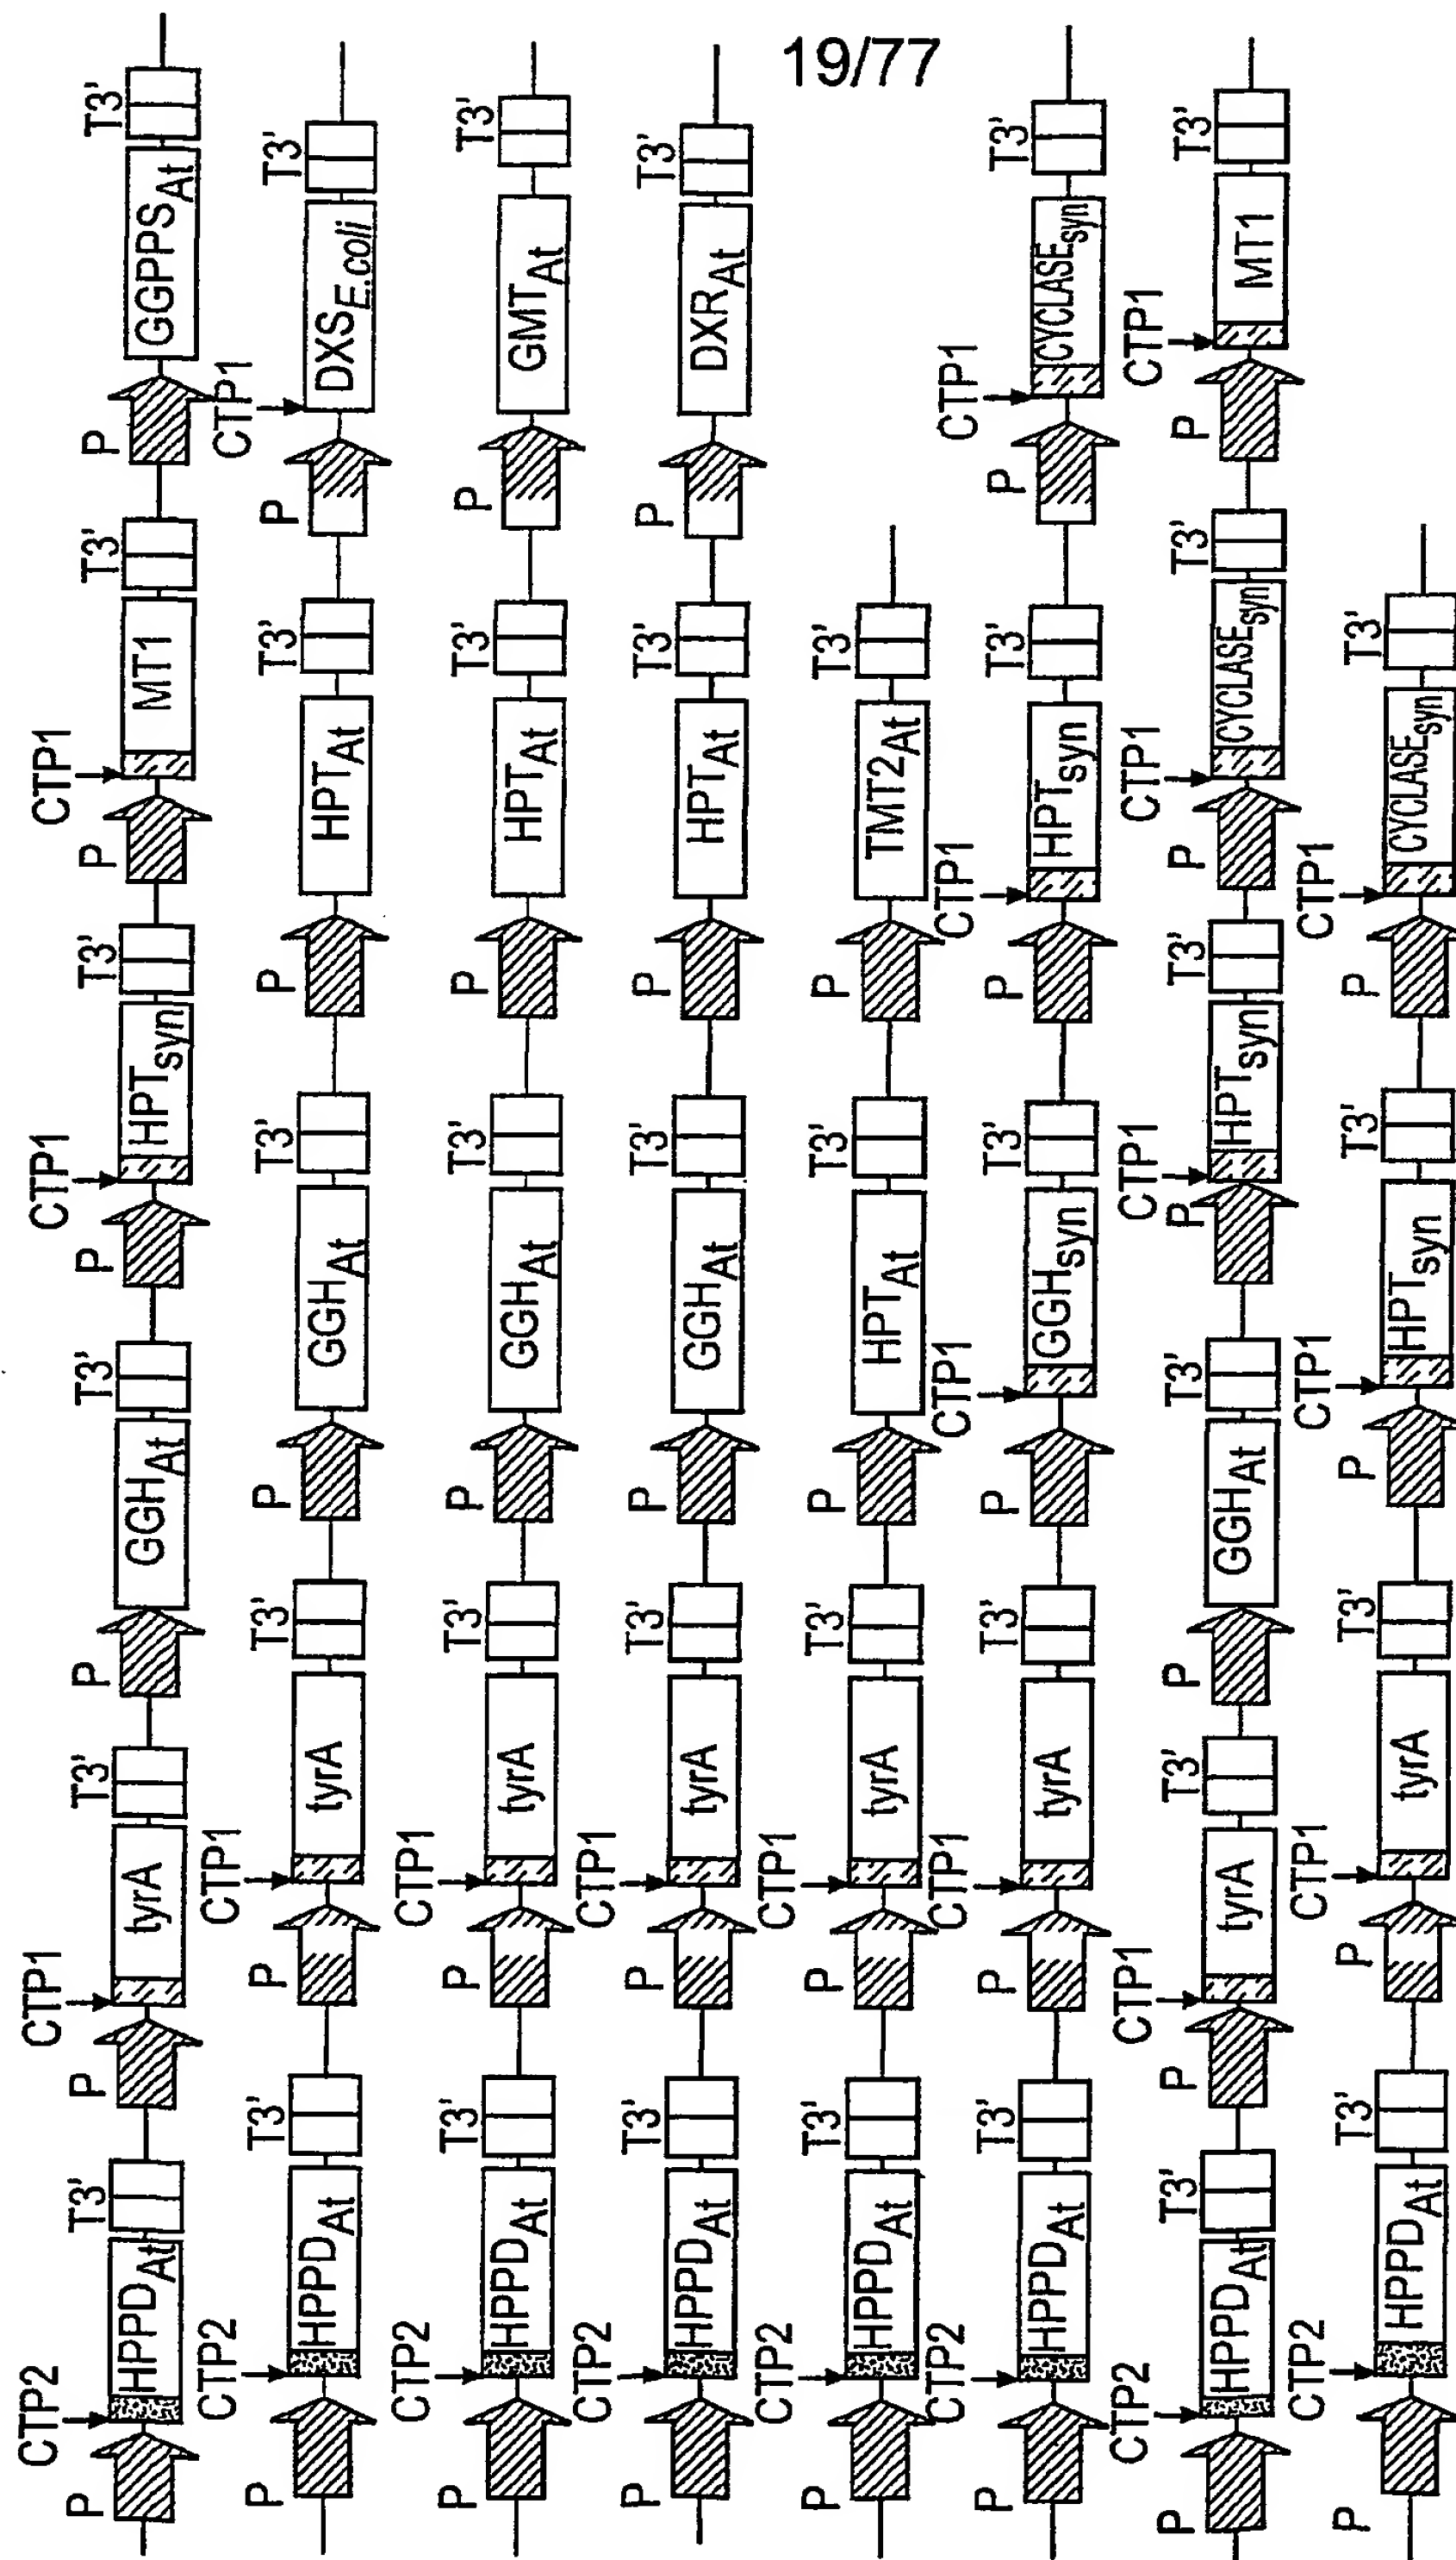 19/77
CTP2 CTP1 CTP1 CTP1
P T3' P T3' P T3' P T3' P T3' P T3'
HPPDAt tyrA GGHAt HPTsyn MT1 GGPPSAt
CTP2 CTP1 CTP1
P T3' P T3' P T3' P T3' P T3'
HPPDAt tyrA GGHAt HPTAt DXSE.coli
CTP2 CTP1
P T3' P T3' P T3' P T3' P T3'
HPPDAt tyrA GGHAt HPTAt GMTAt
CTP2 CTP1
P T3' P T3' P T3' P T3' P T3'
HPPDAt tyrA GGHAt HPTAt DXRAt
CTP2 CTP1
P T3' P T3' P T3' P T3'
HPPDAt tyrA HPTAt TMT2At
CTP2 CTP1 CTP1 CTP1 CTP1
P T3' P T3' P T3' P T3' P T3'
HPPDAt tyrA GGHsyn HPTsyn CYCLASEsyn
CTP2 CTP1 CTP1 CTP1 CTP1
P T3' P T3' P T3' P T3' P T3' P T3'
HPPDAt tyrA GGHAt HPTsyn CYCLASEsyn MT1
CTP2 CTP1 CTP1 CTP1
P T3' P T3' P T3' P T3'
HPPDAt tyrA HPTsyn CYCLASEsyn